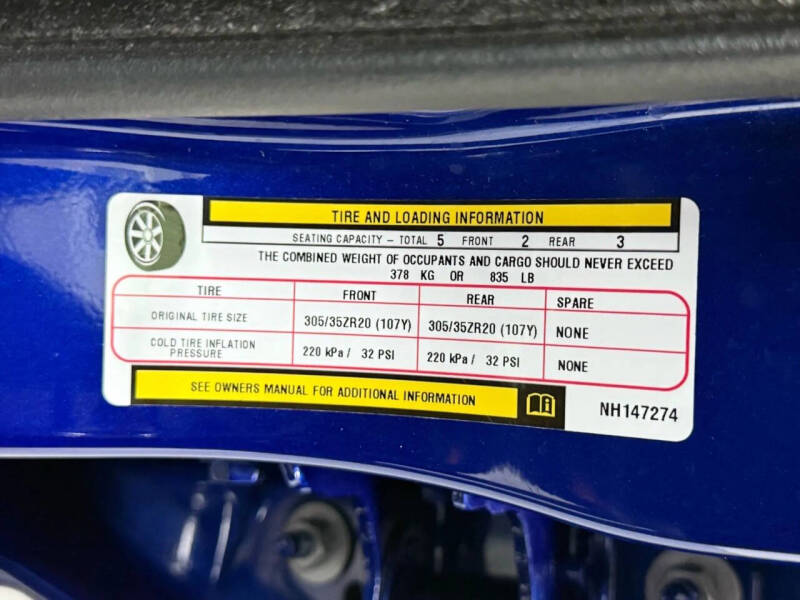 TIRE AND LOADING INFORMATION
SEATING CAPACITY – TOTAL 5 FRONT 2 REAR 3
THE COMBINED WEIGHT OF OCCUPANTS AND CARGO SHOULD NEVER EXCEED
378 KG OR 835 LB
TIRE FRONT REAR SPARE
ORIGINAL TIRE SIZE 305/35ZR20 (107Y) 305/35ZR20 (107Y) NONE
COLD TIRE INFLATION
PRESSURE 220 kPa / 32 PSI 220 kPa / 32 PSI NONE
SEE OWNERS MANUAL FOR ADDITIONAL INFORMATION
NH147274